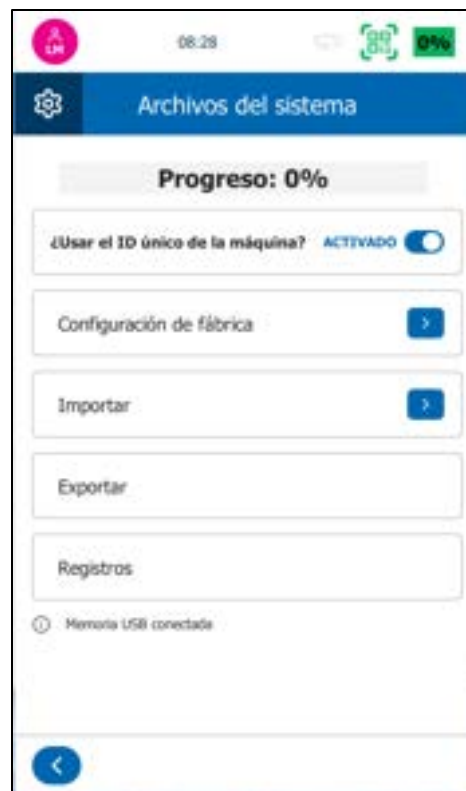 LM
08:28
0%
Archivos del sistema
Progreso: 0%
¿Usar el ID único de la máquina? ACTIVADO
Configuración de fábrica
Importar
Exportar
Registros
Memoria USB conectada